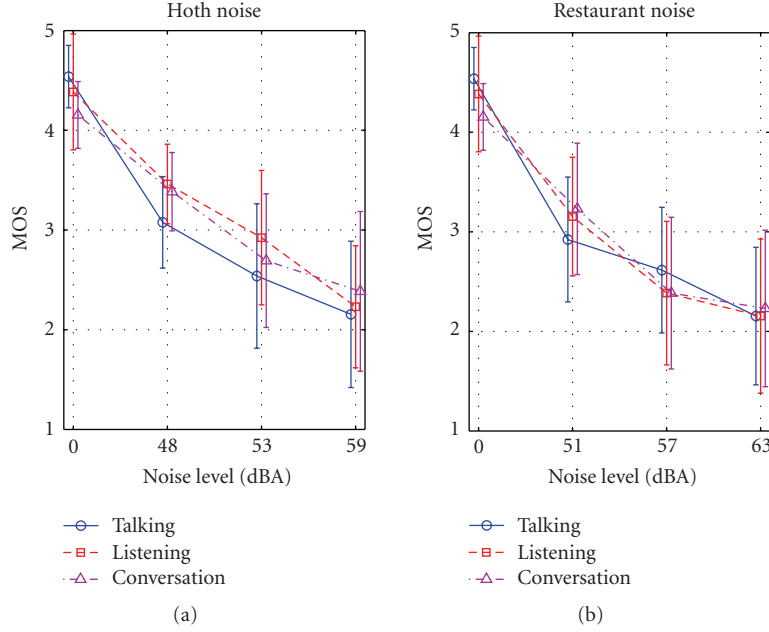 Hoth noise
5
4
3
2
1
MOS
0 48 53 59
Noise level (dBA)
Talking
Listening
Conversation
(a)
Restaurant noise
5
4
3
2
1
MOS
0 51 57 63
Noise level (dBA)
Talking
Listening
Conversation
(b)